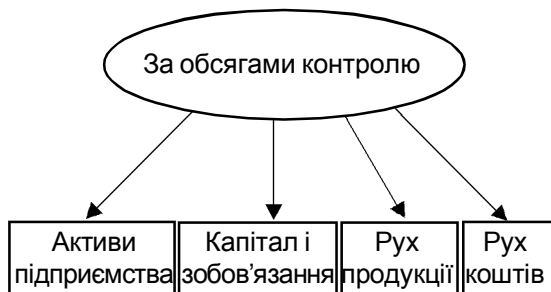 За обсягами контролю
Активи
підприємства
Капітал і
зобов’язання
Рух
продукції
Рух
коштів